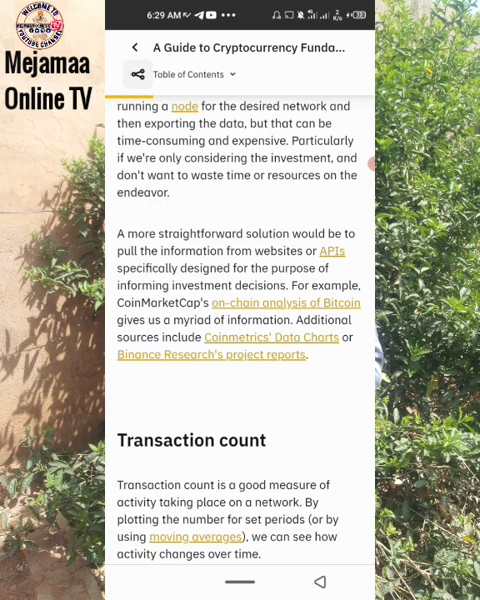 WELCOME TO
YOUTUBE CHANNEL
Mejamaa
Online TV
6:29 AM
A Guide to Cryptocurrency Funda...
Table of Contents
running a node for the desired network and
then exporting the data, but that can be
time-consuming and expensive. Particularly
if we're only considering the investment, and
don't want to waste time or resources on the
endeavor.
A more straightforward solution would be to
pull the information from websites or APIs
specifically designed for the purpose of
informing investment decisions. For example,
CoinMarketCap's on-chain analysis of Bitcoin
gives us a myriad of information. Additional
sources include Coinmetrics' Data Charts or
Binance Research's project reports.
Transaction count
Transaction count is a good measure of
activity taking place on a network. By
plotting the number for set periods (or by
using moving averages), we can see how
activity changes over time.